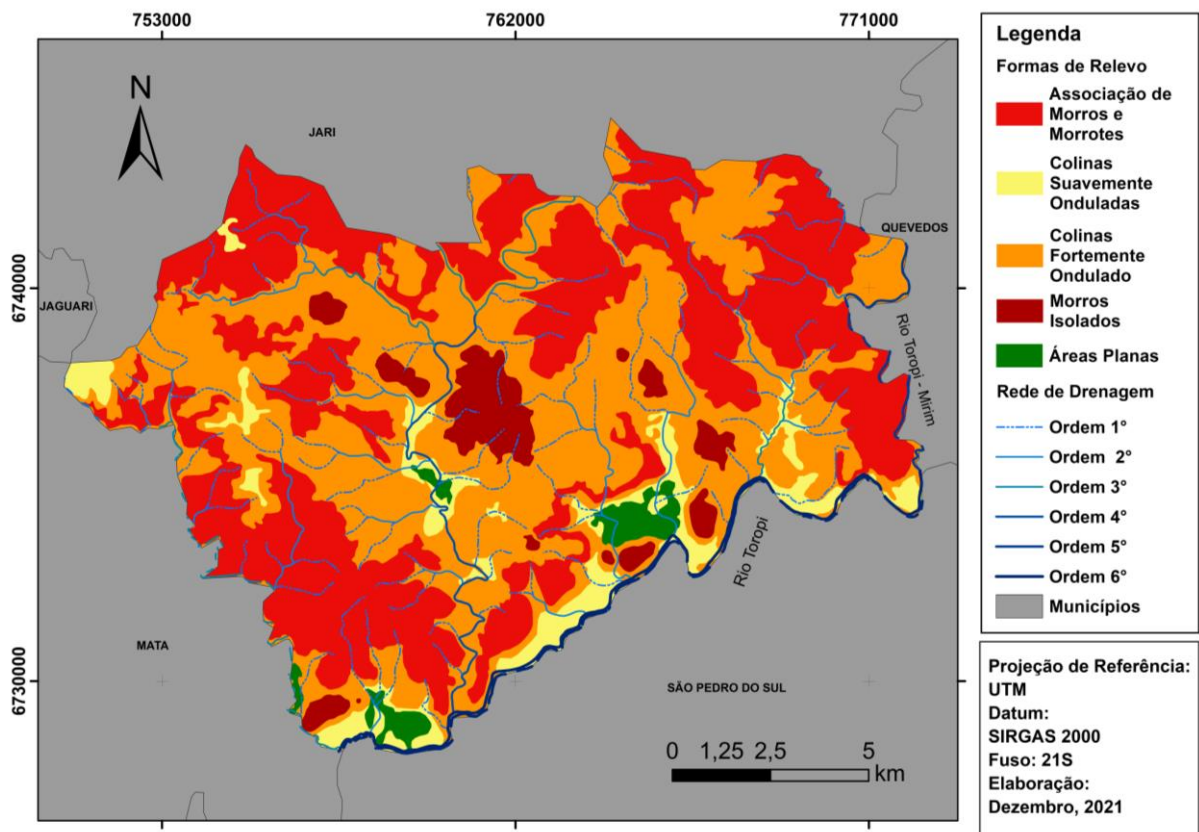 753000
762000
771000
N
JARI
QUEVEDOS
6740000
JAGUARI
Rio Toropi - Mirim
Rio Toropi
MATA
6730000
SÃO PEDRO DO SUL
0 1,25 2,5 5
km
Legenda
Formas de Relevo
Associação de
Morros e
Morrotes
Colinas
Suavemente
Onduladas
Colinas
Fortemente
Ondulado
Morros
Isolados
Áreas Planas
Rede de Drenagem
Ordem 1°
Ordem 2°
Ordem 3°
Ordem 4°
Ordem 5°
Ordem 6°
Municípios
Projeção de Referência:
UTM
Datum:
SIRGAS 2000
Fuso: 21S
Elaboração:
Dezembro, 2021